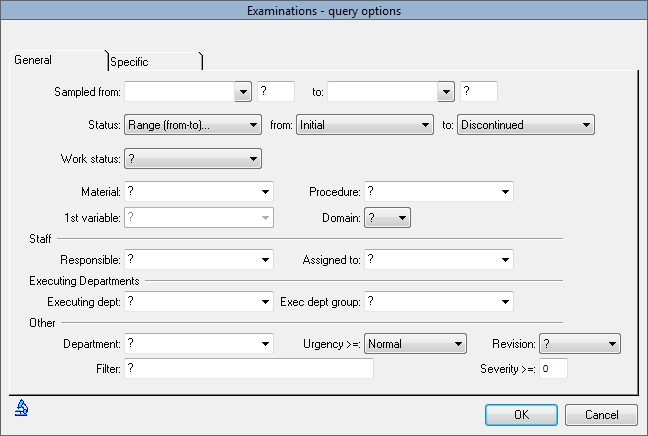 Examinations - query options
General Specific
Sampled from: ? to: ?
Status: Range (from-to)... from: Initial to: Discontinued
Work status: ?
Material: ? Procedure: ?
1st variable: ? Domain: ?
Staff
Responsible: ? Assigned to: ?
Executing Departments
Executing dept: ? Exec dept group: ?
Other
Department: ? Urgency >=: Normal Revision: ?
Filter: ? Severity >=: 0
OK Cancel